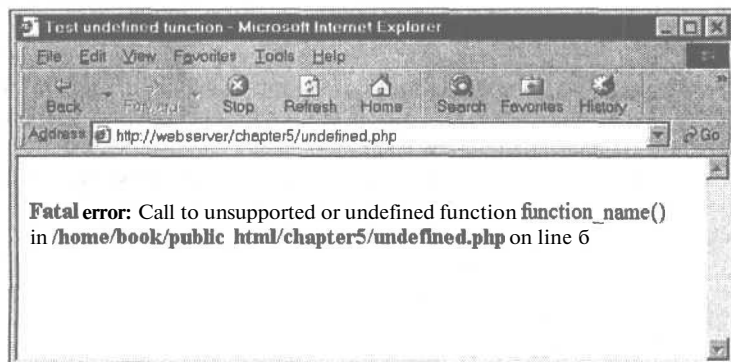 Test undefined function - Microsoft Internet Explorer
File Edit View Favorites Tools Help
Back Forward Stop Refresh Home Search Favorites History
Address http://webserver/chapter5/undefined.php Go
Fatal error: Call to unsupported or undefined function function_name()
in /home/book/public html/chapter5/undefined.php on line 6